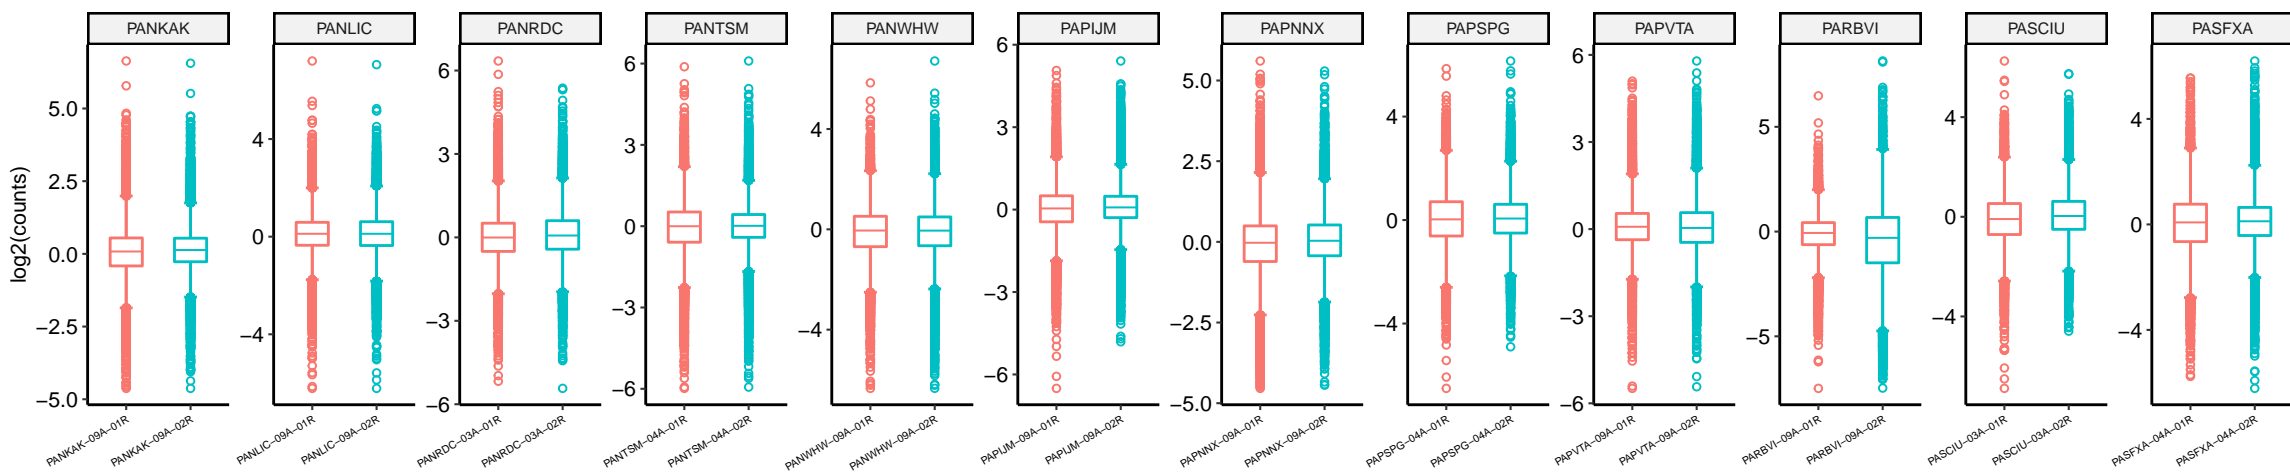 PANKAK PANLIC PANRDC PANTSM PANWHW PAPIJM PAPNNX PAPSPG PAPVTA PARBVI PASCIU PASFXA
log2(counts)
5.0
2.5
0.0
−2.5
−5.0
4
0
−4
6
3
0
−3
−6
6
3
0
−3
−6
4
0
−4
6
3
0
−3
−6
5.0
2.5
0.0
−2.5
−5.0
4
0
−4
6
3
0
−3
−6
5
0
−5
4
0
−4
4
0
−4
PANKAK−09A−01R
PANKAK−09A−02R
PANLIC−09A−01R
PANLIC−09A−02R
PANRDC−03A−01R
PANRDC−03A−02R
PANTSM−04A−01R
PANTSM−04A−02R
PANWHW−09A−01R
PANWHW−09A−02R
PAPIJM−09A−01R
PAPIJM−09A−02R
PAPNNX−09A−01R
PAPNNX−09A−02R
PAPSPG−04A−01R
PAPSPG−04A−02R
PAPVTA−09A−01R
PAPVTA−09A−02R
PARBVI−09A−01R
PARBVI−09A−02R
PASCIU−03A−01R
PASCIU−03A−02R
PASFXA−04A−01R
PASFXA−04A−02R